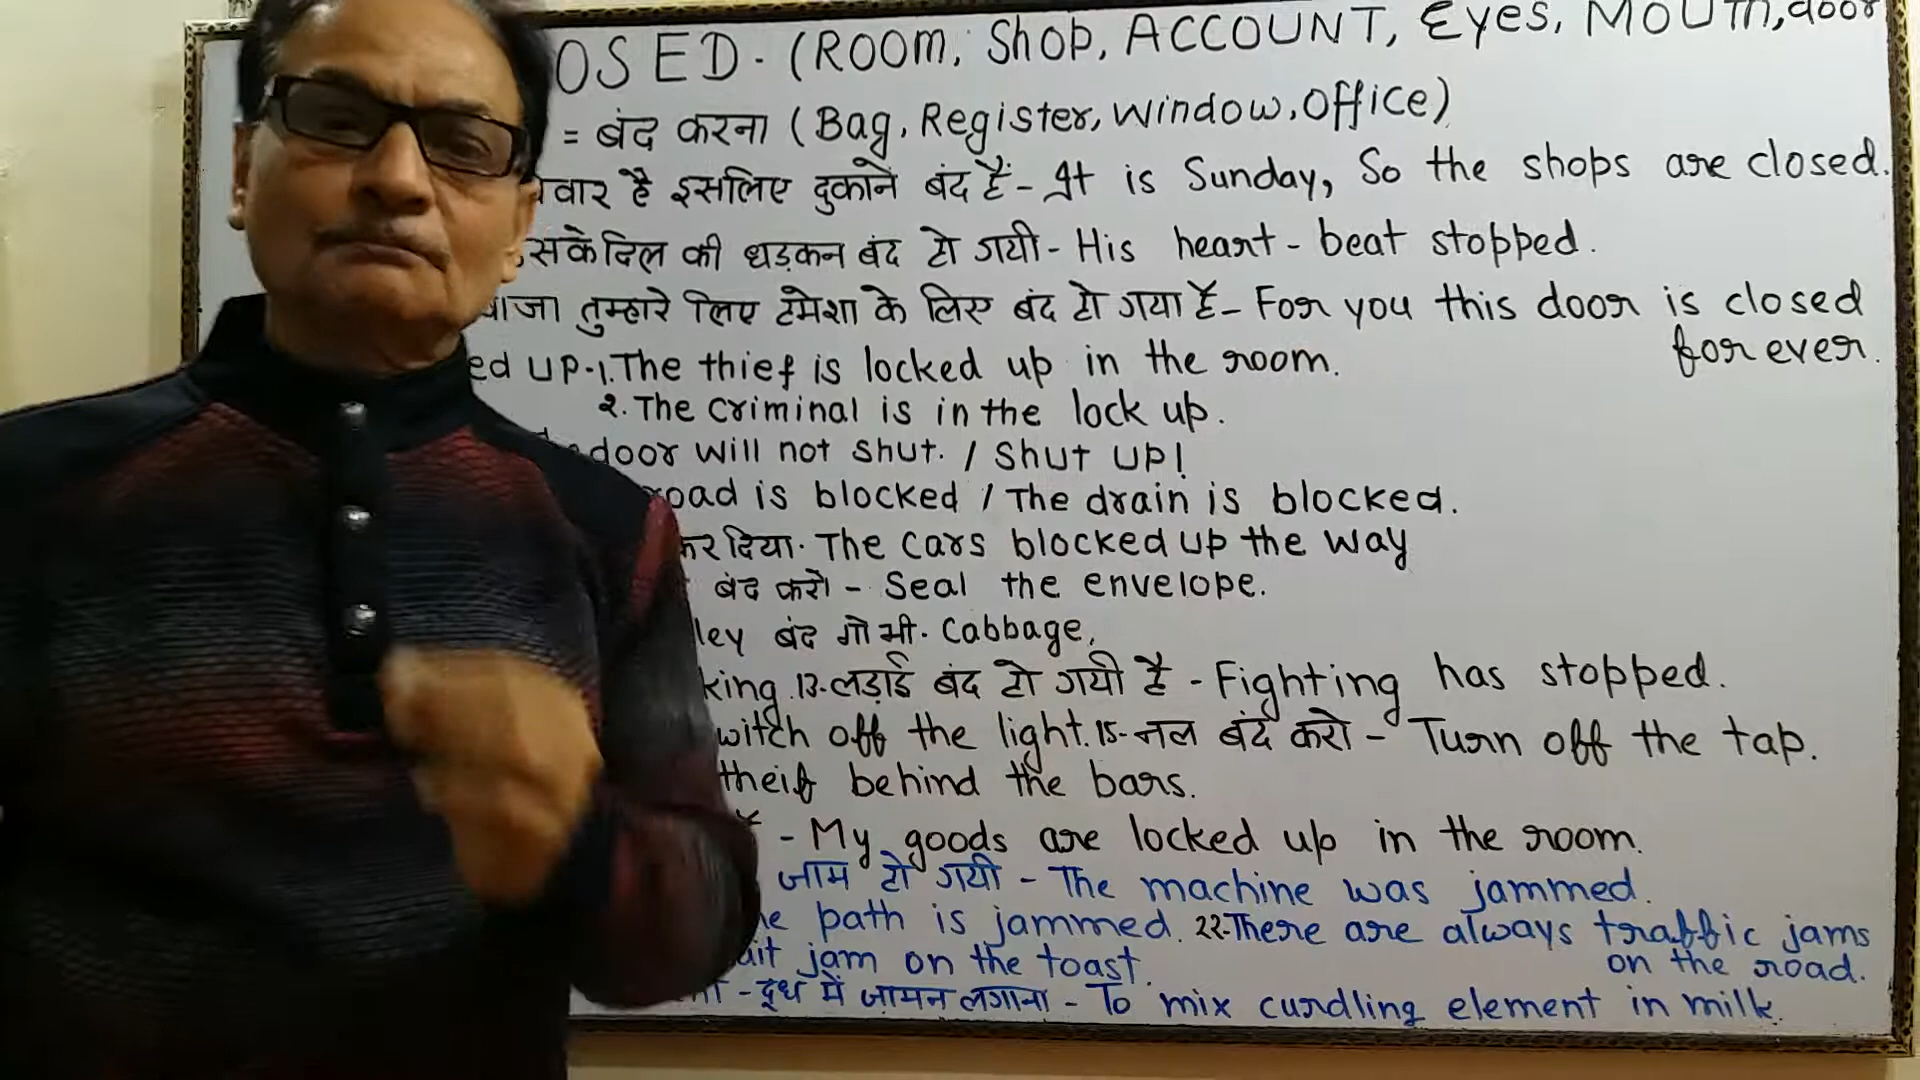 OSED. (ROOM, Shop, ACCOUNT, Eyes, MOUTH, door
= बंद करना (Bag, Register, Window, Office)
वार है इसलिए दुकानें बंद हैं - It is Sunday, So the shops are closed.
सके दिल की धड़कन बंद हो गयी - His heart-beat stopped.
वाजा तुम्हारे लिए हमेशा के लिए बंद हो गया है - For you this door is closed
for ever.
ed UP-1. The thief is locked up in the room.
2. The Criminal is in the lock up.
door will not shut. / Shut up!
road is blocked / The drain is blocked.
कर दिया. The cars blocked up the way
बंद करो - Seal the envelope.
ley बंद गोभी. Cabbage,
king. 13-लड़ाई बंद हो गयी है - Fighting has stopped.
witch off the light. 15-नल बंद करो - Turn off the tap.
theif behind the bars.
- My goods are locked up in the room.
जाम हो गयी - The machine was jammed.
he path is jammed. 22-There are always traffic jams
on the road.
uit jam on the toast.
ना - दूध में जामन लगाना - To mix curdling element in milk.